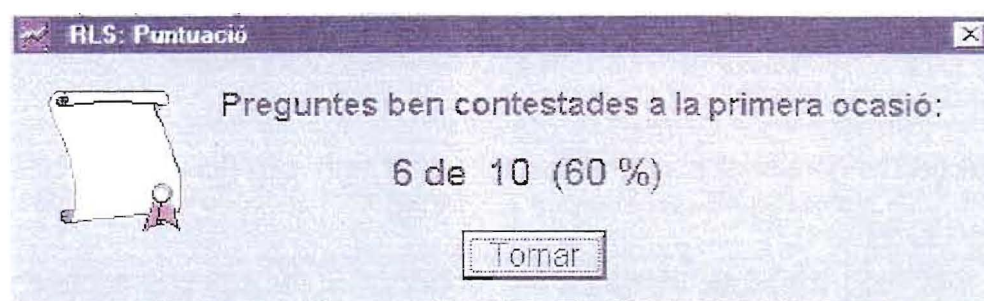 RLS: Puntuació
Preguntes ben contestades a la primera ocasió:
6 de 10 (60 %)
Tornar